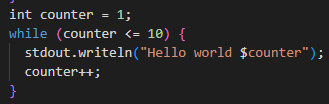 int counter = 1;
while (counter <= 10) {
  stdout.writeln("Hello world $counter");
  counter++;
}